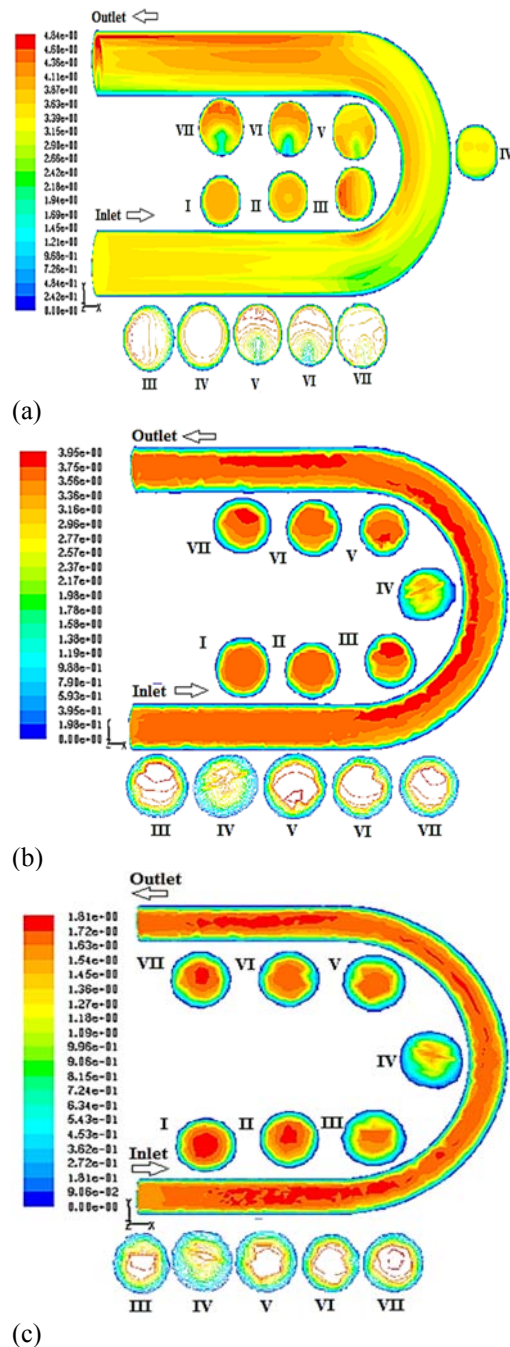 Outlet
4.84e+00
4.60e+00
4.36e+00
4.11e+00
3.87e+00
3.63e+00
3.39e+00
3.15e+00
2.90e+00
2.66e+00
2.42e+00
2.18e+00
1.94e+00
1.69e+00
1.45e+00
1.21e+00
9.68e-01
7.26e-01
4.84e-01
2.42e-01
0.00e+00
VII VI V
IV
I II III
Inlet
Z X
III IV V VI VII
(a)
Outlet
3.95e+00
3.75e+00
3.56e+00
3.36e+00
3.16e+00
2.96e+00
2.77e+00
2.57e+00
2.37e+00
2.17e+00
1.98e+00
1.78e+00
1.58e+00
1.38e+00
1.19e+00
9.88e-01
7.90e-01
5.93e-01
3.95e-01
1.98e-01
0.00e+00
VII VI V
IV
I II III
Inlet
Z X
III IV V VI VII
(b)
Outlet
1.81e+00
1.72e+00
1.63e+00
1.54e+00
1.45e+00
1.36e+00
1.27e+00
1.18e+00
1.09e+00
9.96e-01
9.06e-01
8.15e-01
7.24e-01
6.34e-01
5.43e-01
4.53e-01
3.62e-01
2.72e-01
1.81e-01
9.06e-02
0.00e+00
VII VI V
IV
I II III
Inlet
Z X
III IV V VI VII
(c)